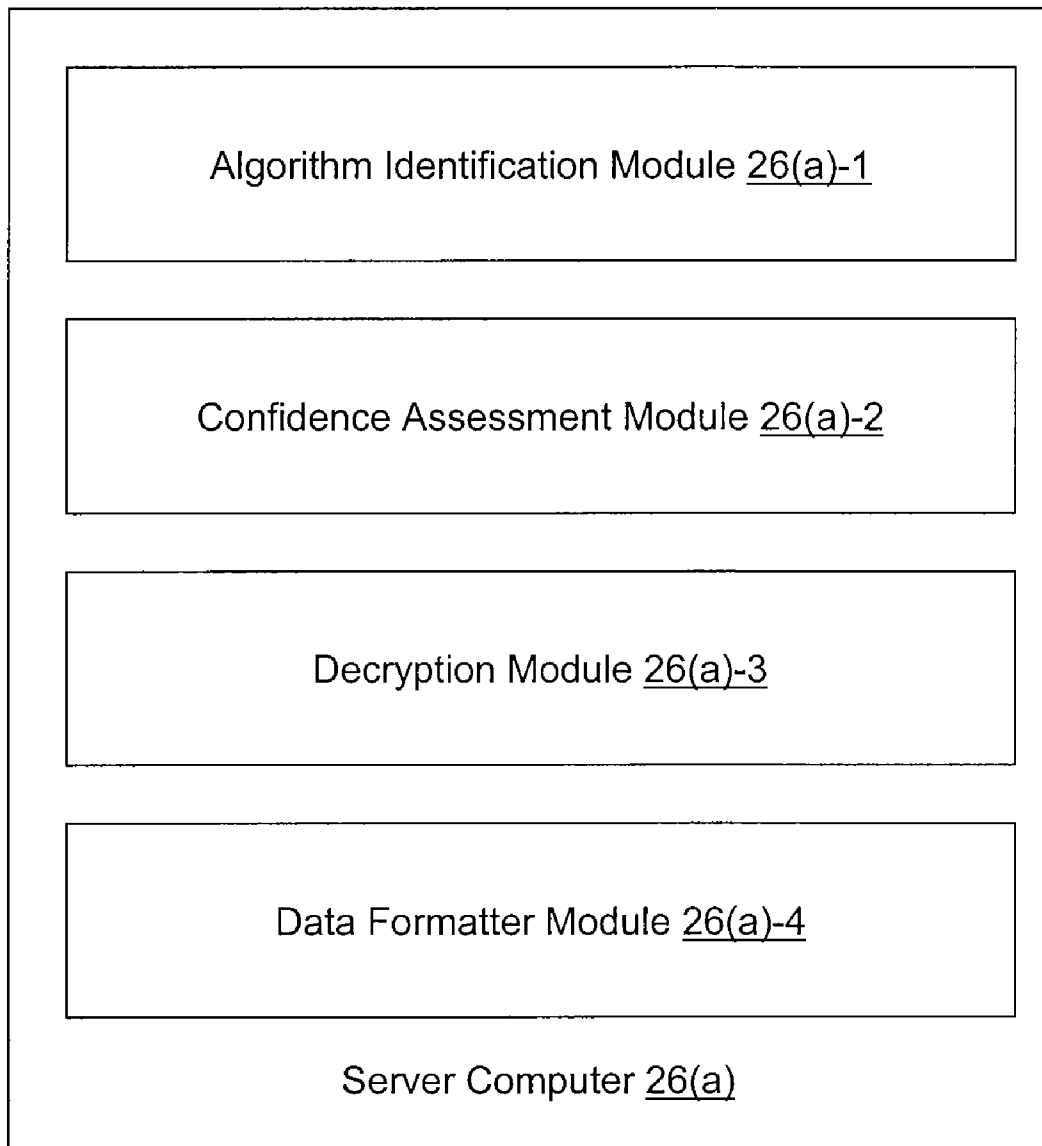 Algorithm Identification Module 26(a)-1
Confidence Assessment Module 26(a)-2
Decryption Module 26(a)-3
Data Formatter Module 26(a)-4
Server Computer 26(a)